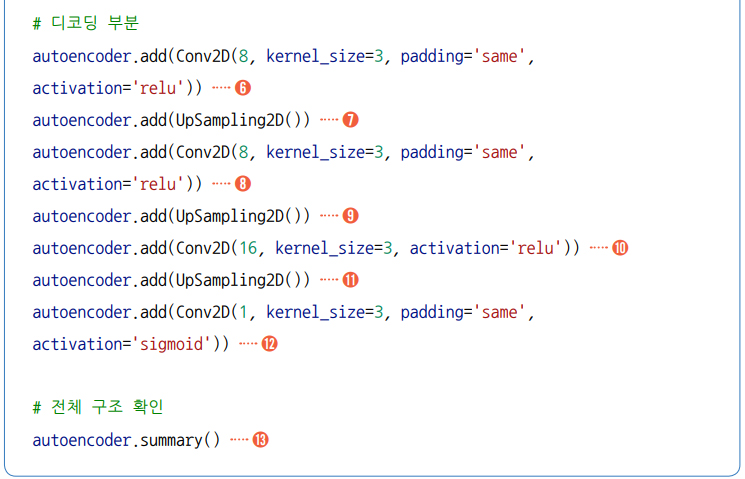 # 디코딩 부분
autoencoder.add(Conv2D(8, kernel_size=3, padding='same',
activation='relu')) ····· ❻
autoencoder.add(UpSampling2D()) ····· ❼
autoencoder.add(Conv2D(8, kernel_size=3, padding='same',
activation='relu')) ····· ❽
autoencoder.add(UpSampling2D()) ····· ❾
autoencoder.add(Conv2D(16, kernel_size=3, activation='relu')) ····· ❿
autoencoder.add(UpSampling2D()) ····· ⓫
autoencoder.add(Conv2D(1, kernel_size=3, padding='same',
activation='sigmoid')) ····· ⓬
# 전체 구조 확인
autoencoder.summary() ····· ⓭